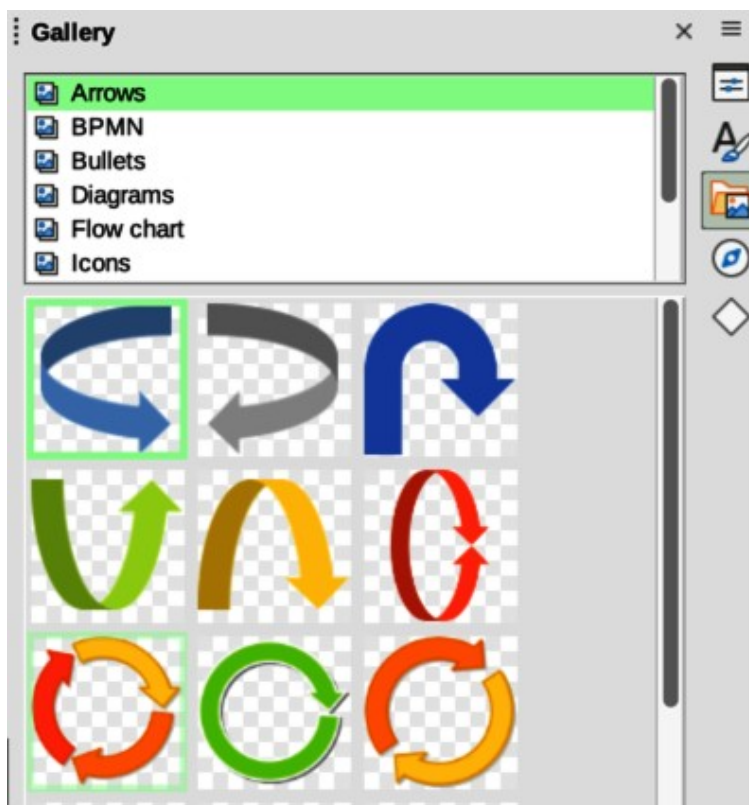 Gallery
Arrows
BPMN
Bullets
Diagrams
Flow chart
Icons